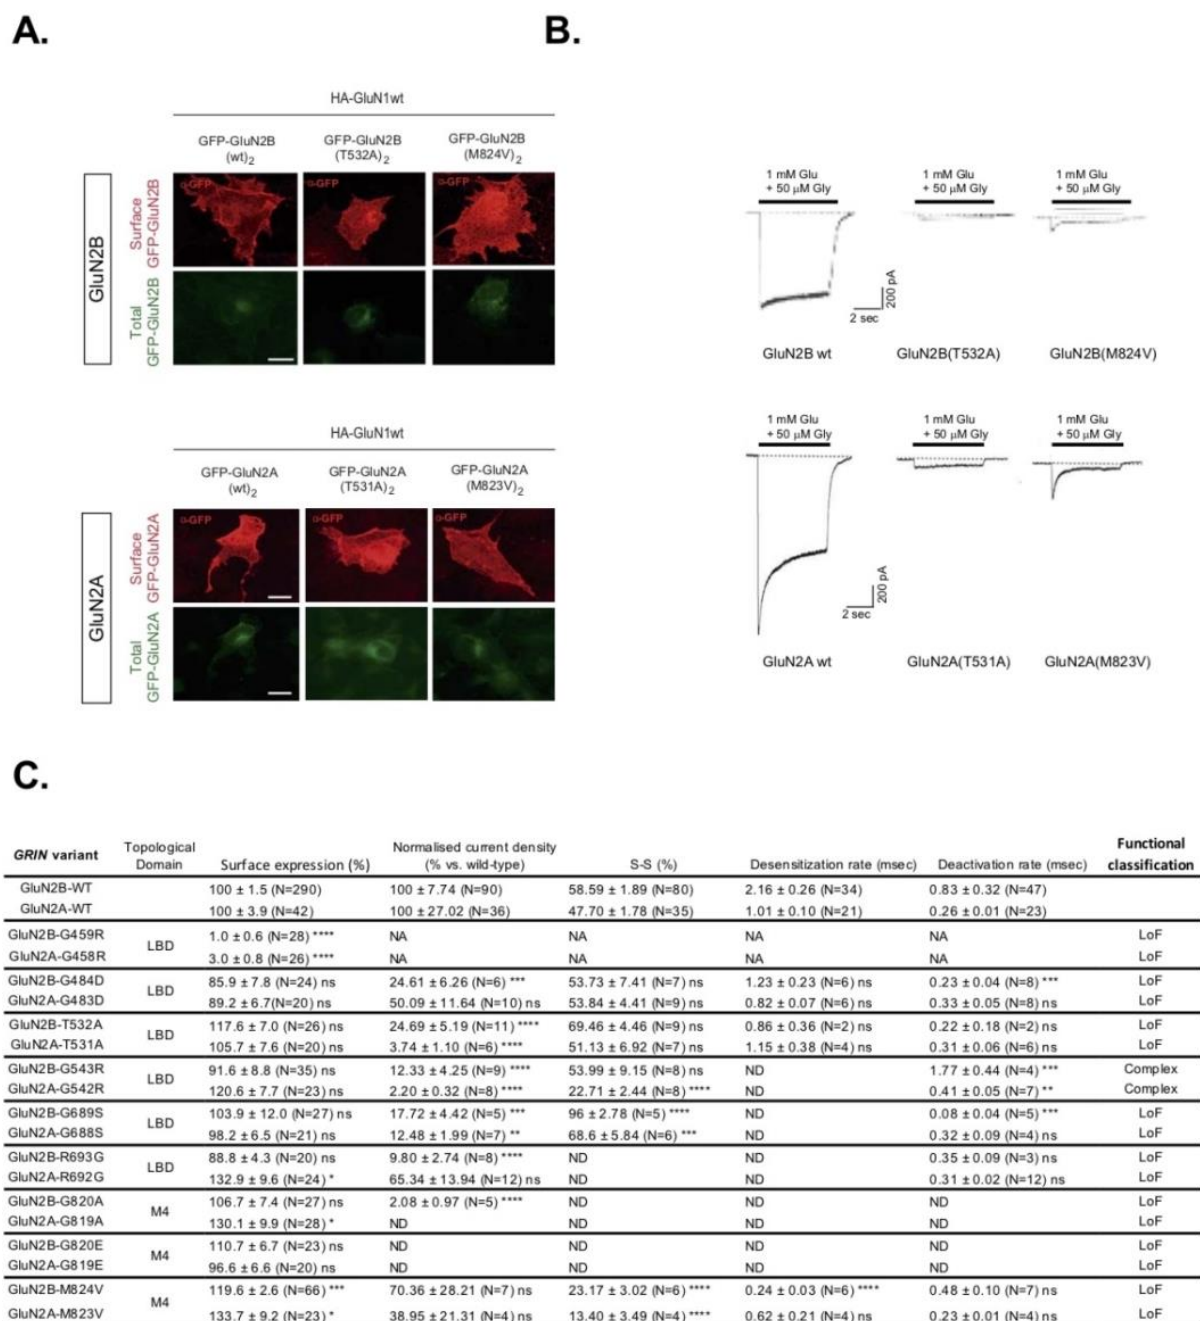 A.
B.
HA-GluN1wt
GFP-GluN2B
(wt)2
GFP-GluN2B
(T532A)2
GFP-GluN2B
(M824V)2
GluN2B
Surface
GFP-GluN2B
α-GFP
α-GFP
α-GFP
Total
GFP-GluN2B
HA-GluN1wt
GFP-GluN2A
(wt)2
GFP-GluN2A
(T531A)2
GFP-GluN2A
(M823V)2
GluN2A
Surface
GFP-GluN2A
α-GFP
α-GFP
α-GFP
Total
GFP-GluN2A
1 mM Glu
+ 50 µM Gly
1 mM Glu
+ 50 µM Gly
1 mM Glu
+ 50 µM Gly
200 pA
2 sec
GluN2B wt
GluN2B(T532A)
GluN2B(M824V)
1 mM Glu
+ 50 µM Gly
1 mM Glu
+ 50 µM Gly
1 mM Glu
+ 50 µM Gly
200 pA
2 sec
GluN2A wt
GluN2A(T531A)
GluN2A(M823V)
C.
GRIN variant Topological Domain Surface expression (%) Normalised current density (% vs. wild-type) S-S (%) Desensitization rate (msec) Deactivation rate (msec) Functional classification
GluN2B-WT 100 ± 1.5 (N=290) 100 ± 7.74 (N=90) 58.59 ± 1.89 (N=80) 2.16 ± 0.26 (N=34) 0.83 ± 0.32 (N=47)
GluN2A-WT 100 ± 3.9 (N=42) 100 ± 27.02 (N=36) 47.70 ± 1.78 (N=35) 1.01 ± 0.10 (N=21) 0.26 ± 0.01 (N=23)
GluN2B-G459R LBD 1.0 ± 0.6 (N=28) **** NA NA NA NA LoF
GluN2A-G458R 3.0 ± 0.8 (N=26) **** NA NA NA NA LoF
GluN2B-G484D LBD 85.9 ± 7.8 (N=24) ns 24.61 ± 6.26 (N=6) *** 53.73 ± 7.41 (N=7) ns 1.23 ± 0.23 (N=6) ns 0.23 ± 0.04 (N=8) *** LoF
GluN2A-G483D 89.2 ± 6.7(N=20) ns 50.09 ± 11.64 (N=10) ns 53.84 ± 4.41 (N=9) ns 0.82 ± 0.07 (N=6) ns 0.33 ± 0.05 (N=8) ns LoF
GluN2B-T532A LBD 117.6 ± 7.0 (N=26) ns 24.69 ± 5.19 (N=11) **** 69.46 ± 4.46 (N=9) ns 0.86 ± 0.36 (N=2) ns 0.22 ± 0.18 (N=2) ns LoF
GluN2A-T531A 105.7 ± 7.6 (N=20) ns 3.74 ± 1.10 (N=6) **** 51.13 ± 6.92 (N=7) ns 1.15 ± 0.38 (N=4) ns 0.31 ± 0.06 (N=6) ns LoF
GluN2B-G543R LBD 91.6 ± 8.8 (N=35) ns 12.33 ± 4.25 (N=9) **** 53.99 ± 9.15 (N=8) ns ND 1.77 ± 0.44 (N=4) *** Complex
GluN2A-G542R 120.6 ± 7.7 (N=23) ns 2.20 ± 0.32 (N=8) **** 22.71 ± 2.44 (N=8) **** ND 0.41 ± 0.05 (N=7) ** Complex
GluN2B-G689S LBD 103.9 ± 12.0 (N=27) ns 17.72 ± 4.42 (N=5) *** 96 ± 2.78 (N=5) **** ND 0.08 ± 0.04 (N=5) *** LoF
GluN2A-G688S 98.2 ± 6.5 (N=21) ns 12.48 ± 1.99 (N=7) ** 68.6 ± 5.84 (N=6) *** ND 0.32 ± 0.09 (N=4) ns LoF
GluN2B-R693G LBD 88.8 ± 4.3 (N=20) ns 9.80 ± 2.74 (N=8) **** ND ND 0.35 ± 0.09 (N=3) ns LoF
GluN2A-R692G 132.9 ± 9.6 (N=24) * 65.34 ± 13.94 (N=12) ns ND ND 0.31 ± 0.02 (N=12) ns LoF
GluN2B-G820A M4 106.7 ± 7.4 (N=27) ns 2.08 ± 0.97 (N=5) **** ND ND ND LoF
GluN2A-G819A 130.1 ± 9.9 (N=28) * ND ND ND ND LoF
GluN2B-G820E M4 110.7 ± 6.7 (N=23) ns ND ND ND ND LoF
GluN2A-G819E 96.6 ± 6.6 (N=20) ns ND ND ND ND LoF
GluN2B-M824V M4 119.6 ± 2.6 (N=66) *** 70.36 ± 28.21 (N=7) ns 23.17 ± 3.02 (N=6) **** 0.24 ± 0.03 (N=6) **** 0.48 ± 0.10 (N=7) ns LoF
GluN2A-M823V 133.7 ± 9.2 (N=23) * 38.95 ± 21.31 (N=4) ns 13.40 ± 3.49 (N=4) **** 0.62 ± 0.21 (N=4) ns 0.23 ± 0.01 (N=4) ns LoF